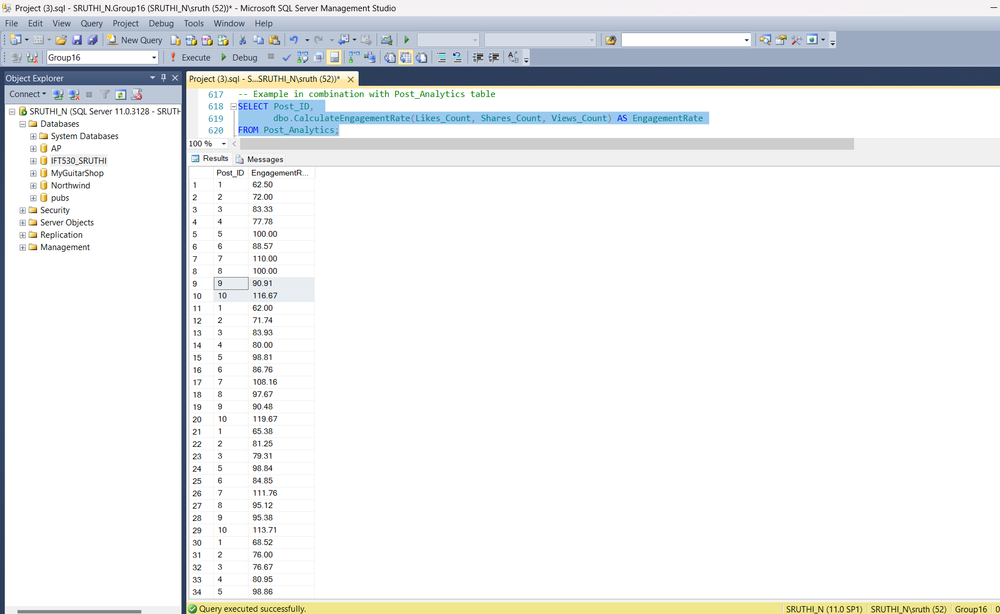 Project (3).sql - SRUTHI_N.Group16 (SRUTHI_N\sruth (52))* - Microsoft SQL Server Management Studio
File Edit View Query Project Debug Tools Window Help
New Query
Group16 Execute Debug
Object Explorer
Connect
SRUTHI_N (SQL Server 11.0.3128 - SRUTH
Databases
System Databases
AP
IFT530_SRUTHI
MyGuitarShop
Northwind
pubs
Security
Server Objects
Replication
Management
Project (3).sql - S...SRUTHI_N\sruth (52))*
617 -- Example in combination with Post_Analytics table
618 SELECT Post_ID,
619 dbo.CalculateEngagementRate(Likes_Count, Shares_Count, Views_Count) AS EngagementRate
620 FROM Post_Analytics;
100 %
Results Messages
Post_ID EngagementR...
1 1 62.50
2 2 72.00
3 3 83.33
4 4 77.78
5 5 100.00
6 6 88.57
7 7 110.00
8 8 100.00
9 9 90.91
10 10 116.67
11 1 62.00
12 2 71.74
13 3 83.93
14 4 80.00
15 5 98.81
16 6 86.76
17 7 108.16
18 8 97.67
19 9 90.48
20 10 119.67
21 1 65.38
22 2 81.25
23 3 79.31
24 5 98.84
25 6 84.85
26 7 111.76
27 8 95.12
28 9 95.38
29 10 113.71
30 1 68.52
31 2 76.00
32 3 76.67
33 4 80.95
34 5 98.86
Query executed successfully. SRUTHI_N (11.0 SP1) SRUTHI_N\sruth (52) Group16 0